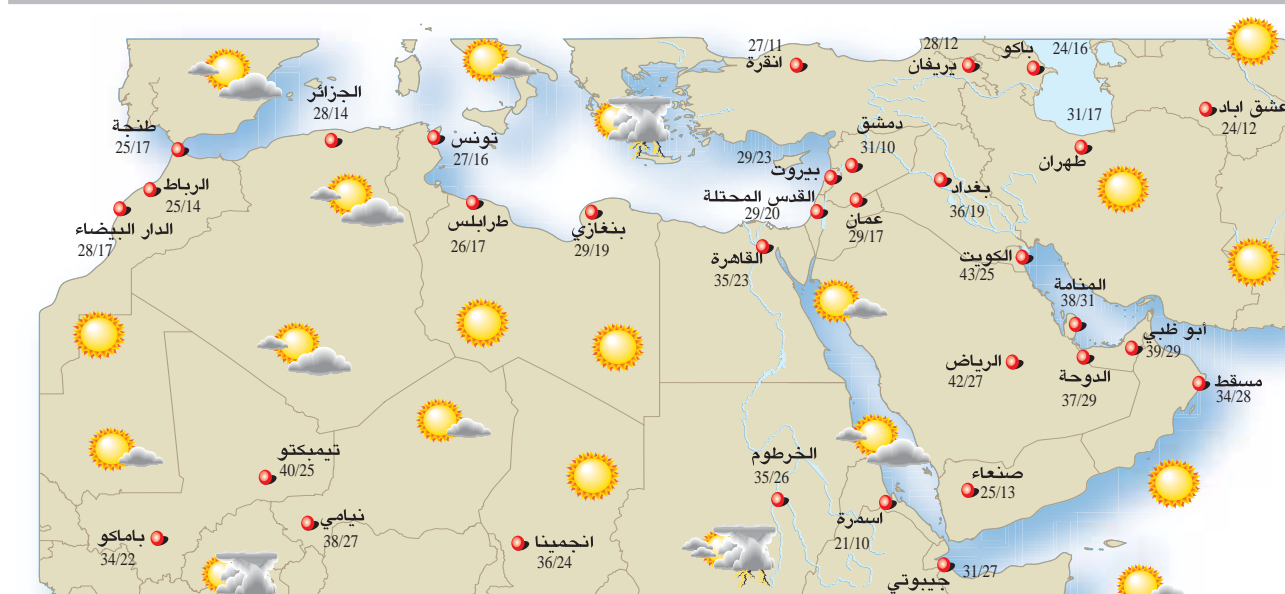 27/11
انقرة
28/12
يريفان
باكو
24/16
عشق اباد
24/12
31/17
طهران
الجزائر
28/14
طنجة
25/17
تونس
27/16
دمشق
31/10
29/23
بيروت
بغداد
36/19
الرباط
25/14
القدس المحتلة
29/20
عمان
29/17
الدار البيضاء
28/17
طرابلس
26/17
بنغازي
29/19
القاهرة
35/23
الكويت
43/25
المنامة
38/31
أبو ظبي
39/29
الرياض
42/27
الدوحة
37/29
مسقط
34/28
تيمبكتو
40/25
الخرطوم
35/26
صنعاء
25/13
اسمرة
21/10
نيامي
38/27
باماكو
34/22
انجمينا
36/24
31/27
جيبوتي